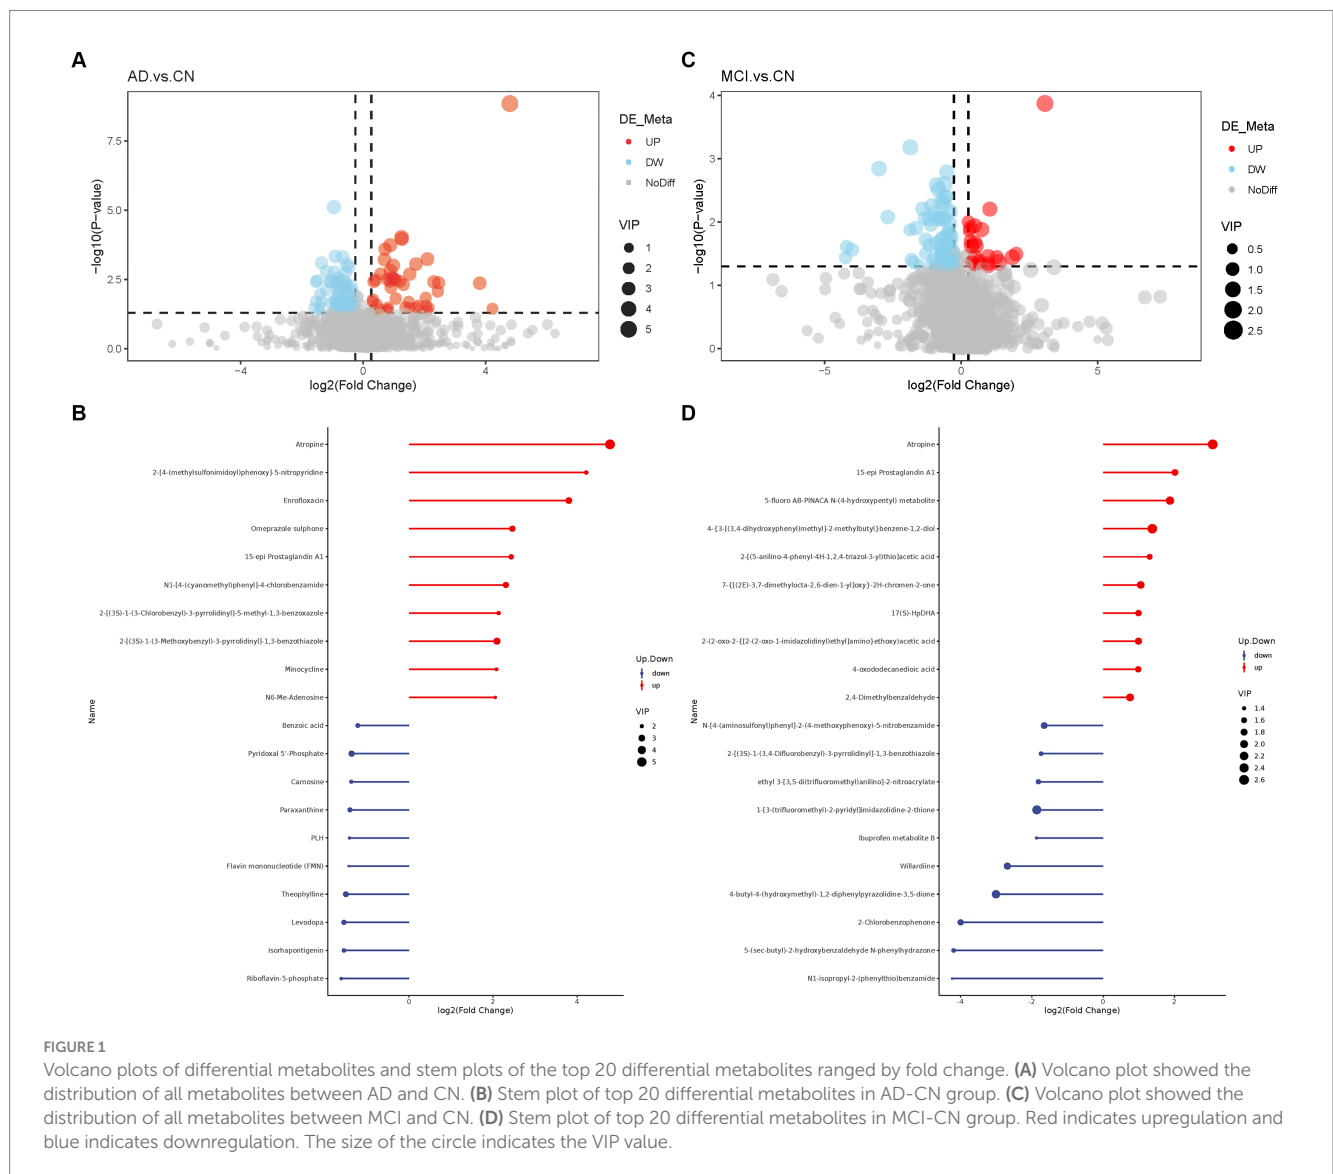 A
AD.vs.CN
−log10(P−value)
7.5
5.0
2.5
0.0
−4
0
4
log2(Fold Change)
DE_Meta
UP
DW
NoDiff
VIP
1
2
3
4
5
C
MCI.vs.CN
−log10(P−value)
4
3
2
1
0
−5
0
5
log2(Fold Change)
DE_Meta
UP
DW
NoDiff
VIP
0.5
1.0
1.5
2.0
2.5
B
Name
Atropine
2-[4-(methylsulfonimidoyl)phenoxy]-5-nitropyridine
Enrofloxacin
Omeprazole sulphone
15-epi Prostaglandin A1
N1-[4-(cyanomethyl)phenyl]-4-chlorobenzamide
2-[(3S)-1-(3-Chlorobenzyl)-3-pyrrolidinyl]-5-methyl-1,3-benzoxazole
2-[(3S)-1-(3-Methoxybenzyl)-3-pyrrolidinyl]-1,3-benzothiazole
Minocycline
N6-Me-Adenosine
Benzoic acid
Pyridoxal 5'-Phosphate
Carnosine
Paraxanthine
PLH
Flavin mononucleotide (FMN)
Theophylline
Levodopa
Isorhapontigenin
Riboflavin-5-phosphate
0
2
4
log2(Fold Change)
Up.Down
down
up
VIP
2
3
4
5
D
Name
Atropine
15-epi Prostaglandin A1
5-fluoro AB-PINACA N-(4-hydroxypentyl) metabolite
4-{3-[(3,4-dihydroxyphenyl)methyl]-2-methylbutyl}benzene-1,2-diol
2-[(5-anilino-4-phenyl-4H-1,2,4-triazol-3-yl)thio]acetic acid
7-{[(2E)-3,7-dimethylocta-2,6-dien-1-yl]oxy}-2H-chromen-2-one
17(S)-HpDHA
2-(2-oxo-2-{[2-(2-oxo-1-imidazolidinyl)ethyl]amino}ethoxy)acetic acid
4-oxododecanedioic acid
2,4-Dimethylbenzaldehyde
N-[4-(aminosulfonyl)phenyl]-2-(4-methoxyphenoxy)-5-nitrobenzamide
2-[(3S)-1-(3,4-Difluorobenzyl)-3-pyrrolidinyl]-1,3-benzothiazole
ethyl 3-[3,5-di(trifluoromethyl)anilino]-2-nitroacrylate
1-[3-(trifluoromethyl)-2-pyridyl]imidazolidine-2-thione
Ibuprofen metabolite B
Willardiine
4-butyl-4-(hydroxymethyl)-1,2-diphenylpyrazolidine-3,5-dione
2-Chlorobenzophenone
5-(sec-butyl)-2-hydroxybenzaldehyde N-phenylhydrazone
N1-isopropyl-2-(phenylthio)benzamide
-4
-2
0
2
log2(Fold Change)
Up.Down
down
up
VIP
1.4
1.6
1.8
2.0
2.2
2.4
2.6
FIGURE 1
Volcano plots of differential metabolites and stem plots of the top 20 differential metabolites ranged by fold change. (A) Volcano plot showed the
distribution of all metabolites between AD and CN. (B) Stem plot of top 20 differential metabolites in AD-CN group. (C) Volcano plot showed the
distribution of all metabolites between MCI and CN. (D) Stem plot of top 20 differential metabolites in MCI-CN group. Red indicates upregulation and
blue indicates downregulation. The size of the circle indicates the VIP value.